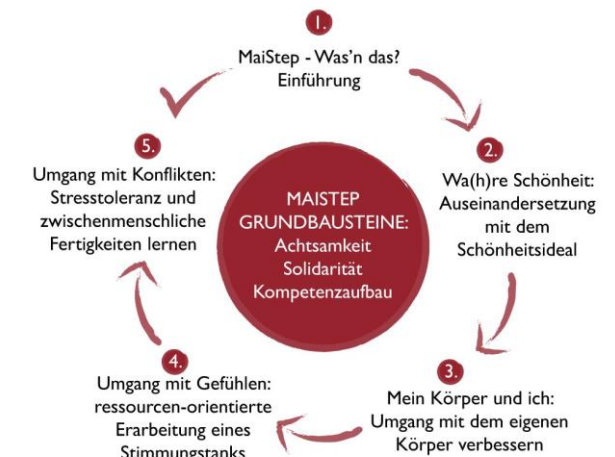 1.
MaiStep - Was'n das?
Einführung
2.
Wa(h)re Schönheit:
Auseinandersetzung
mit dem
Schönheitsideal
3.
Mein Körper und ich:
Umgang mit dem eigenen
Körper verbessern
4.
Umgang mit Gefühlen:
ressourcen-orientierte
Erarbeitung eines
Stimmungstanks
5.
Umgang mit Konflikten:
Stresstoleranz und
zwischenmenschliche
Fertigkeiten lernen
MAISTEP
GRUNDBAUSTEINE:
Achtsamkeit
Solidarität
Kompetenzaufbau